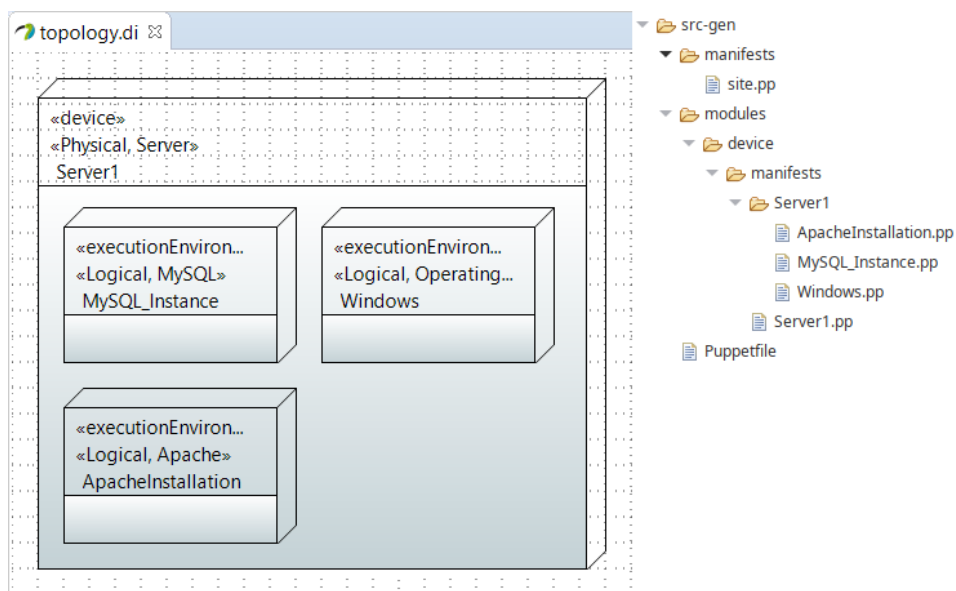 topology.di
«device»
«Physical, Server»
Server1
«executionEnviron...
«Logical, MySQL»
MySQL_Instance
«executionEnviron...
«Logical, Operating...
Windows
«executionEnviron...
«Logical, Apache»
ApacheInstallation
src-gen
manifests
site.pp
modules
device
manifests
Server1
ApacheInstallation.pp
MySQL_Instance.pp
Windows.pp
Server1.pp
Puppetfile